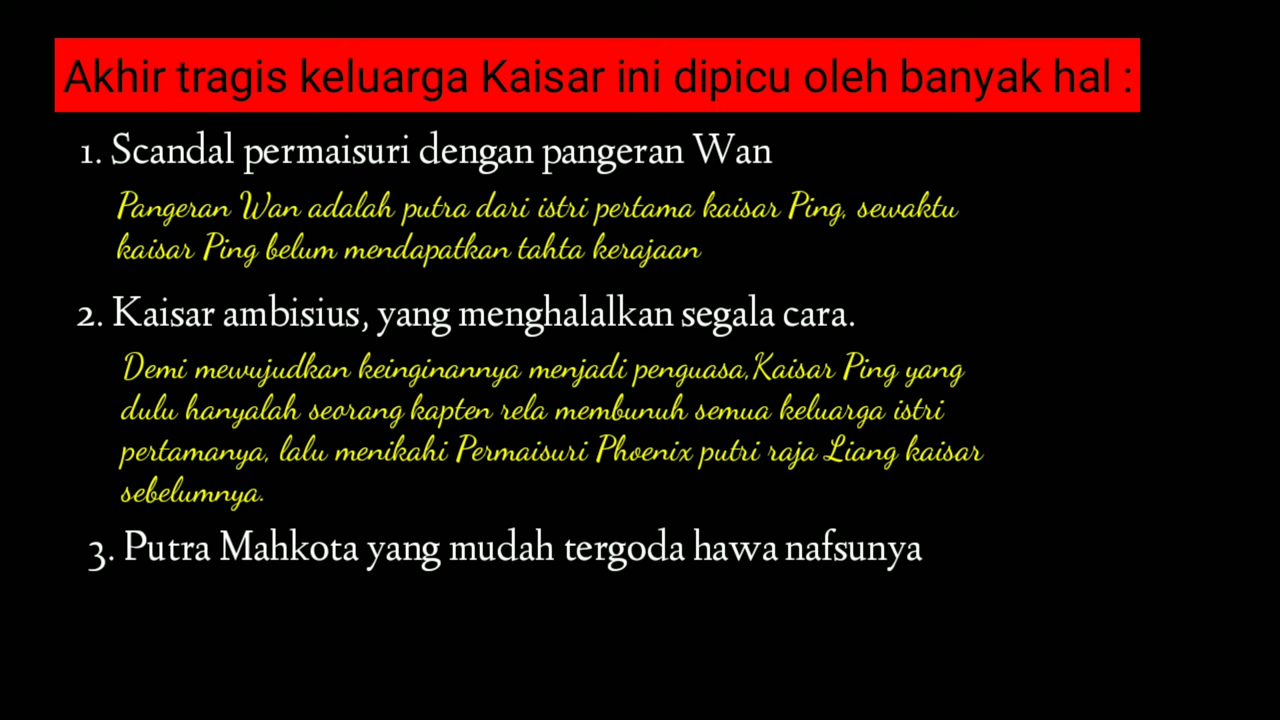 Akhir tragis keluarga Kaisar ini dipicu oleh banyak hal :
1. Scandal permaisuri dengan pangeran Wan
Pangeran Wan adalah putra dari istri pertama kaisar Ping, sewaktu
kaisar Ping belum mendapatkan tahta kerajaan
2. Kaisar ambisius, yang menghalalkan segala cara.
Demi mewujudkan keinginannya menjadi penguasa,Kaisar Ping yang
dulu hanyalah seorang kapten rela membunuh semua keluarga istri
pertamanya, lalu menikahi Permaisuri Phoenix putri raja Liang kaisar
sebelumnya.
3. Putra Mahkota yang mudah tergoda hawa nafsunya